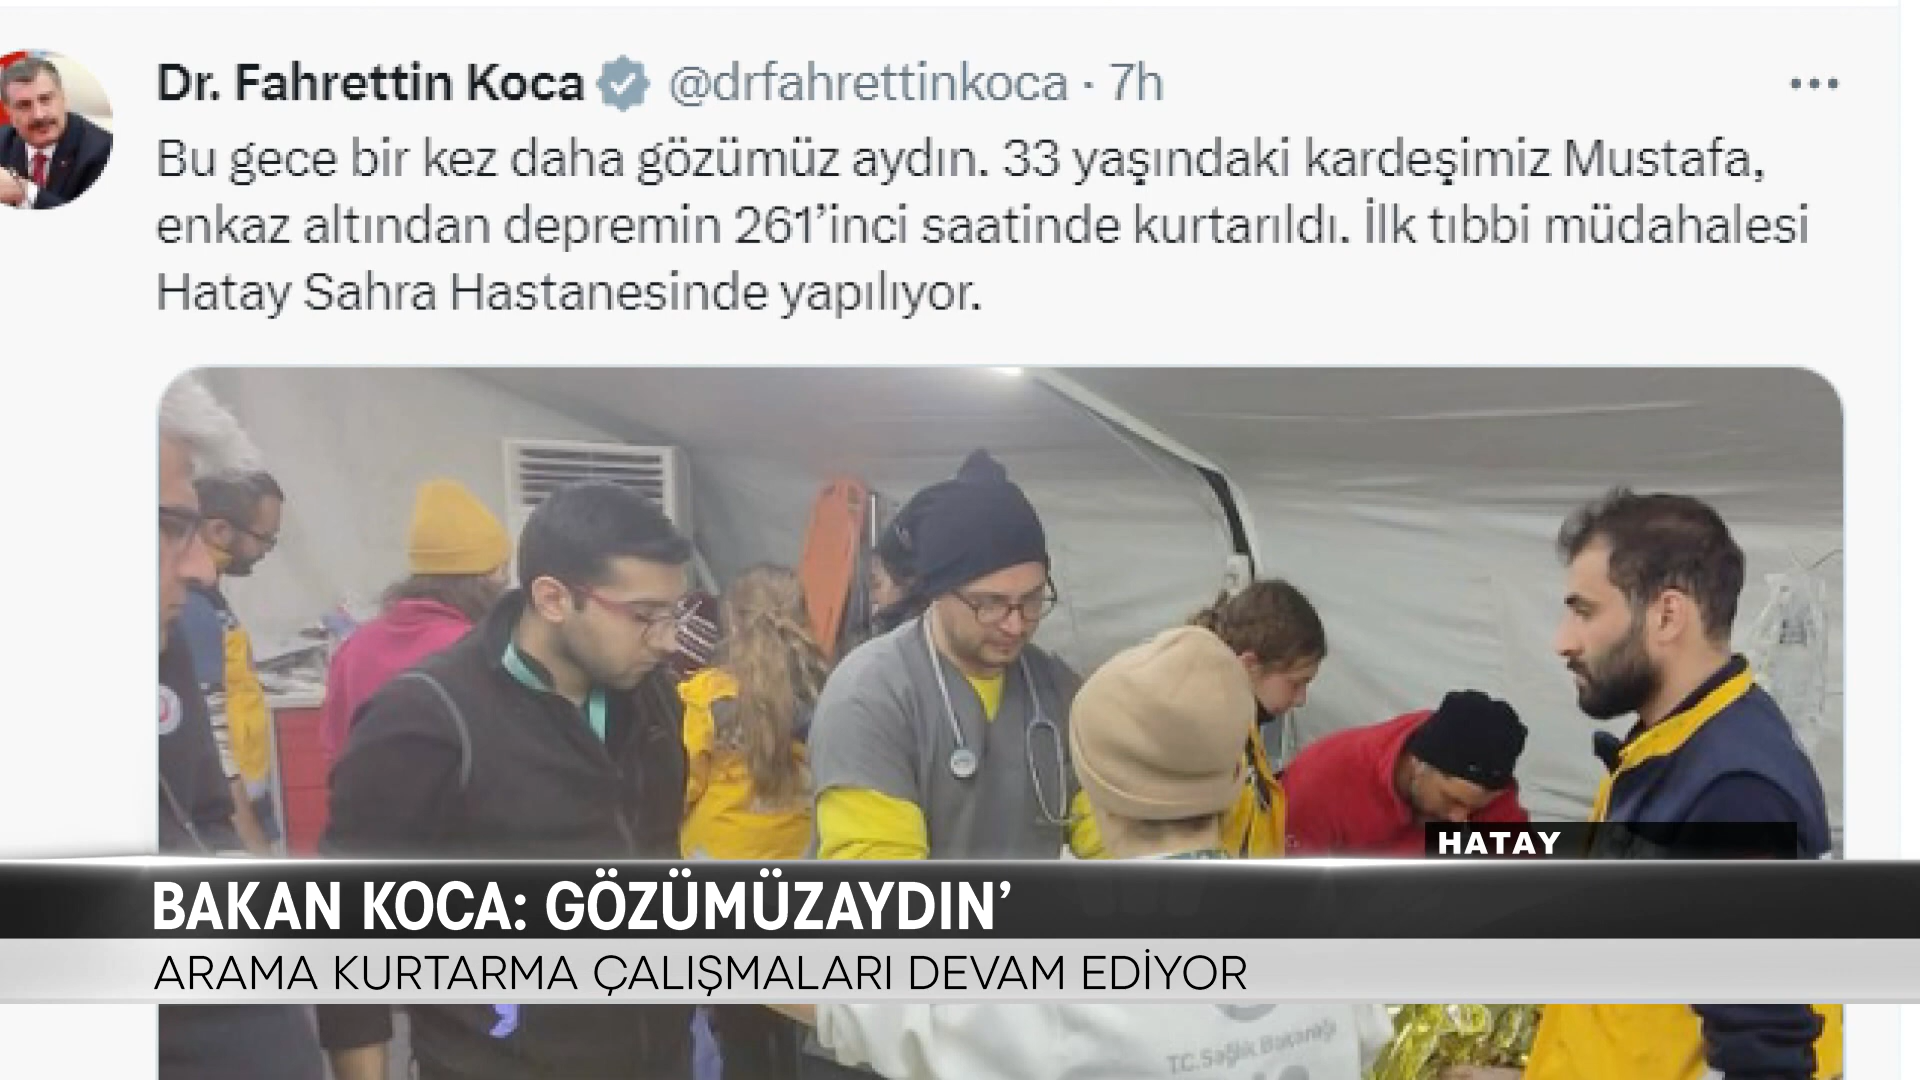 Dr. Fahrettin Koca @drfahrettinkoca · 7h
Bu gece bir kez daha gözümüz aydın. 33 yaşındaki kardeşimiz Mustafa,
enkaz altından depremin 261’inci saatinde kurtarıldı. İlk tıbbi müdahalesi
Hatay Sahra Hastanesinde yapılıyor.
HATAY
BAKAN KOCA: GÖZÜMÜZAYDIN’
ARAMA KURTARMA ÇALIŞMALARI DEVAM EDİYOR
T.C. Sağlık Bakanlığı